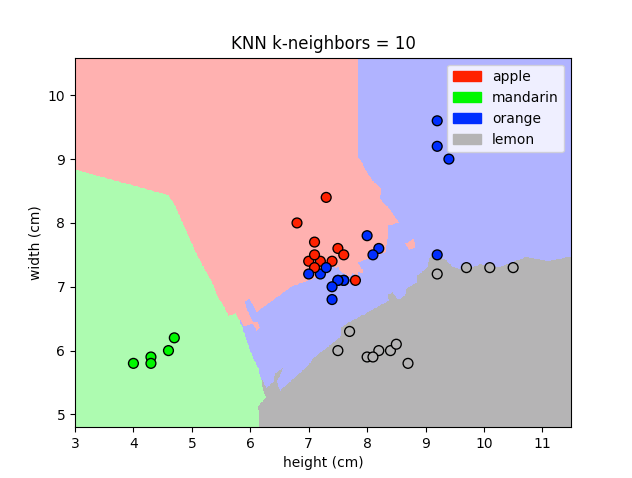 KNN k-neighbors = 10
apple
mandarin
orange
lemon
10
9
8
7
6
5
width (cm)
3 4 5 6 7 8 9 10 11
height (cm)